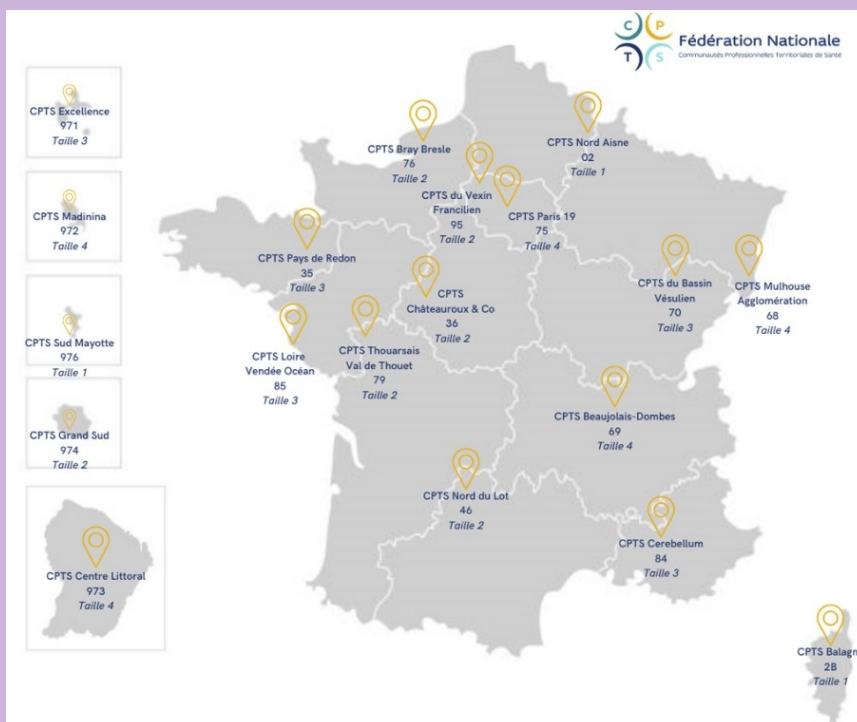 C P
T S
Fédération Nationale
Communautés Professionnelles Territoriales de Santé
CPTS Excellence
971
Taille 3
CPTS Madinina
972
Taille 4
CPTS Sud Mayotte
976
Taille 1
CPTS Grand Sud
974
Taille 2
CPTS Centre Littoral
973
Taille 4
CPTS Bray Bresle
76
Taille 2
CPTS Nord Aisne
02
Taille 1
CPTS du Vexin
Francilien
95
Taille 2
CPTS Paris 19
75
Taille 4
CPTS Pays de Redon
35
Taille 3
CPTS
Châteauroux & Co
36
Taille 2
CPTS du Bassin
Vésulien
70
Taille 3
CPTS Mulhouse
Agglomération
68
Taille 4
CPTS Loire
Vendée Océan
85
Taille 3
CPTS Thouarsais
Val de Thouet
79
Taille 2
CPTS Beaujolais-Dombes
69
Taille 4
CPTS Nord du Lot
46
Taille 2
CPTS Cerebellum
84
Taille 3
CPTS Balagn
2B
Taille 1